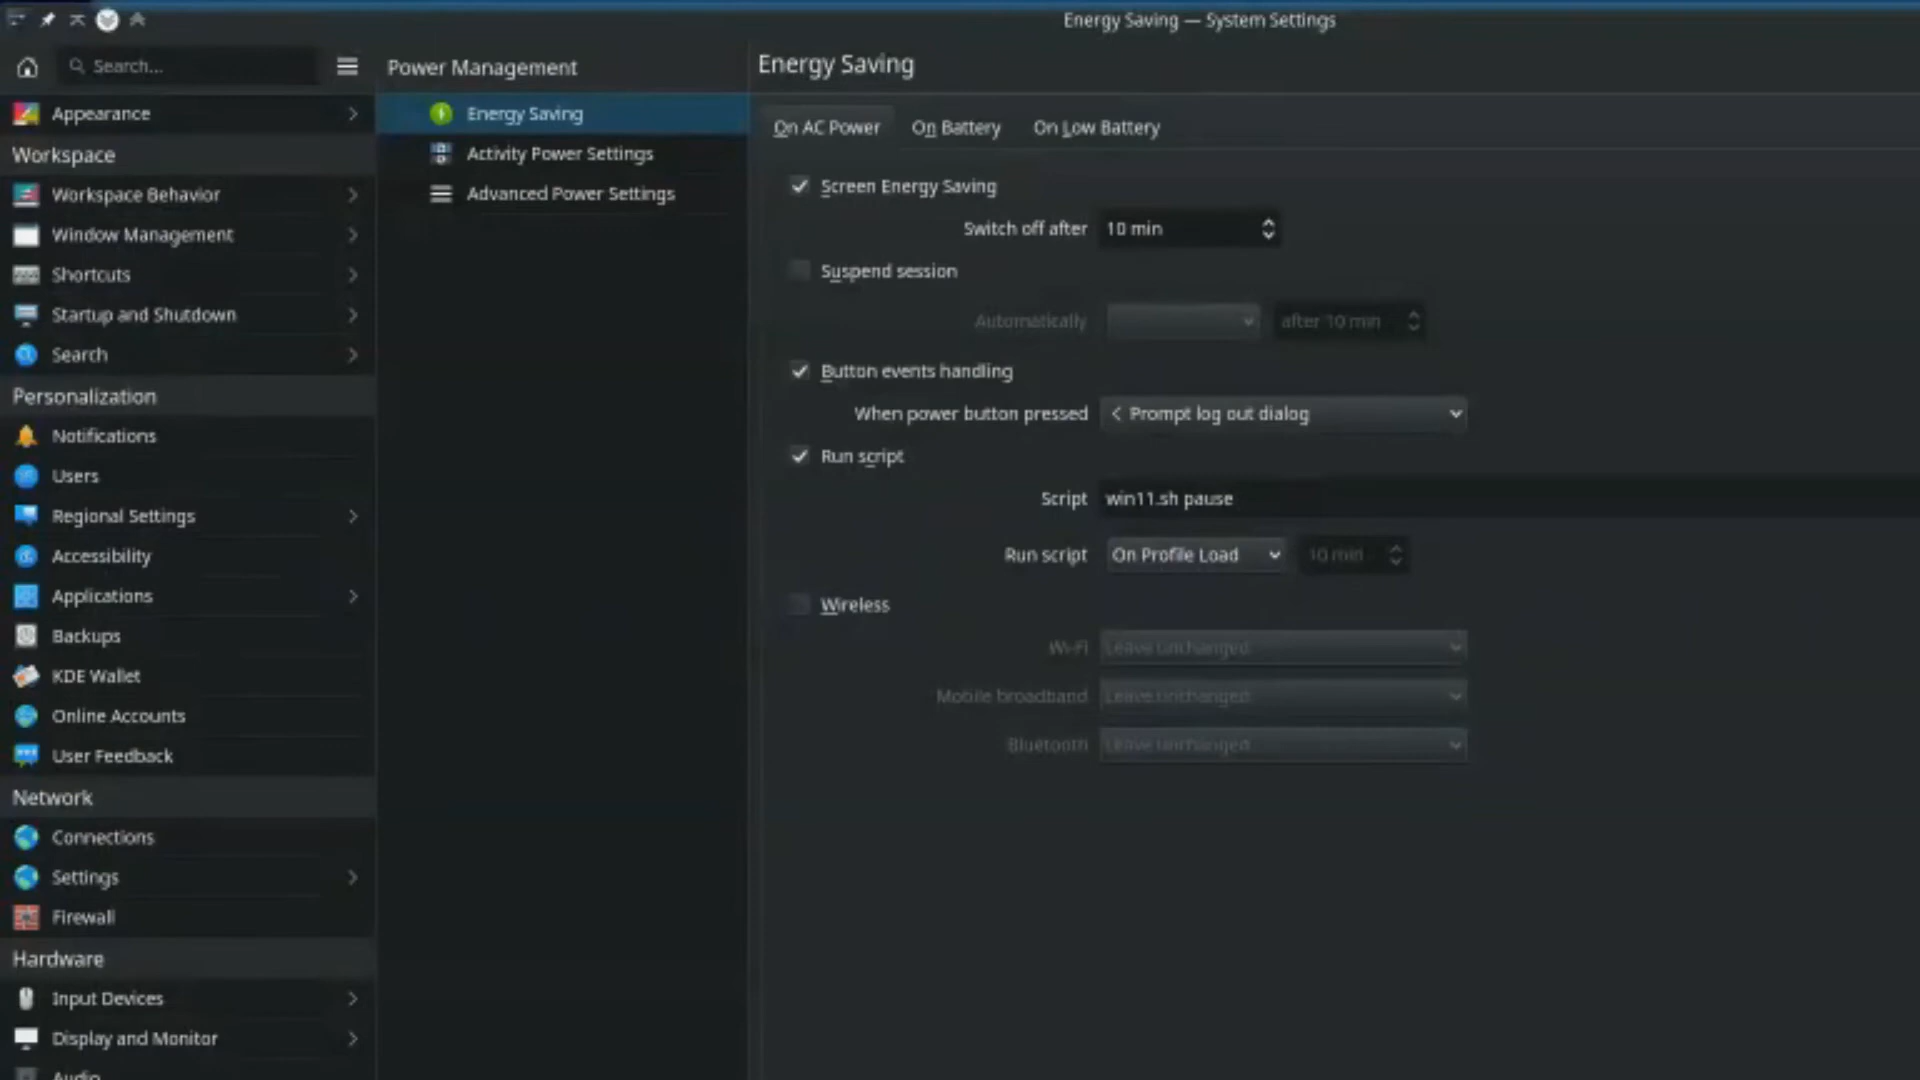 Energy Saving — System Settings
Search...
Appearance
Workspace
Workspace Behavior
Window Management
Shortcuts
Startup and Shutdown
Search
Personalization
Notifications
Users
Regional Settings
Accessibility
Applications
Backups
KDE Wallet
Online Accounts
User Feedback
Network
Connections
Settings
Firewall
Hardware
Input Devices
Display and Monitor
Audio
Power Management
Energy Saving
Activity Power Settings
Advanced Power Settings
Energy Saving
On AC Power On Battery On Low Battery
Screen Energy Saving
Switch off after 10 min
Suspend session
Automatically after 10 min
Button events handling
When power button pressed Prompt log out dialog
Run script
Script win11.sh pause
Run script On Profile Load 10 min
Wireless
Wi-Fi Leave unchanged
Mobile broadband Leave unchanged
Bluetooth Leave unchanged